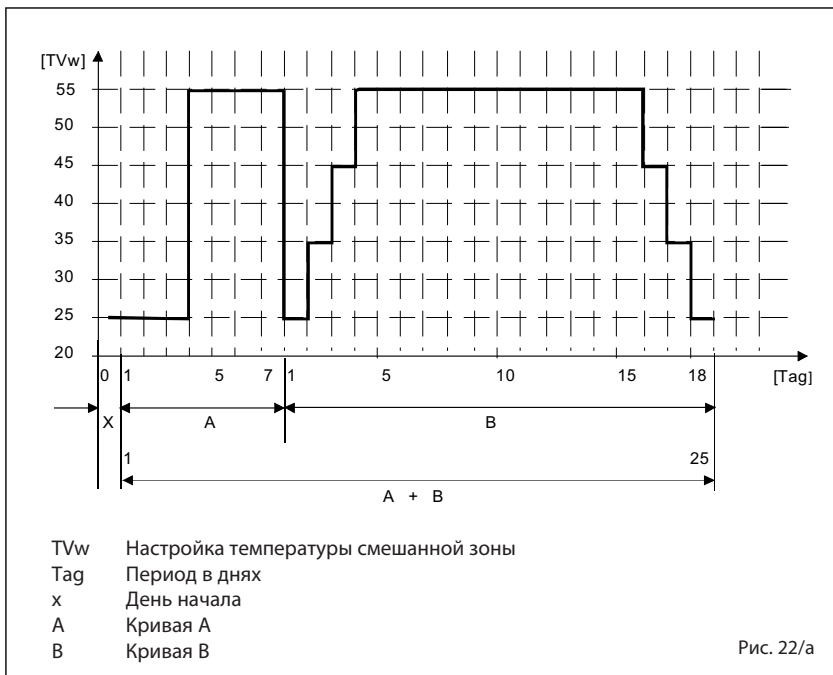 [TVw]
55
50
45
40
35
30
25
20
0 1 5 7 1 5 10 15 18 [Tag]
X A B
1 25
A + B
TVw Настройка температуры смешанной зоны
Tag Период в днях
x День начала
A Кривая A
B Кривая B
Рис. 22/a